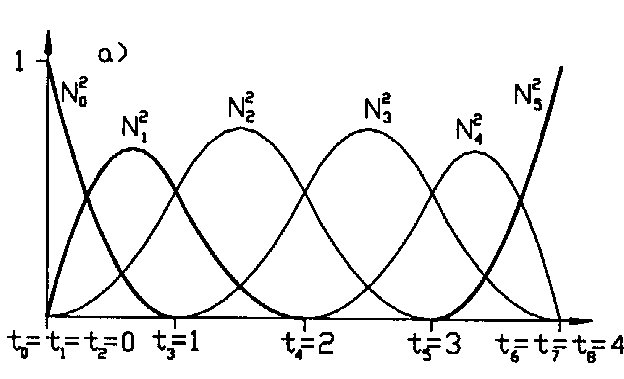 1 a)
N₀² N₁² N₂² N₃² N₄² N₅²
t₀=t₁=t₂=0 t₃=1 t₄=2 t₅=3 t₆=t₇=t₈=4